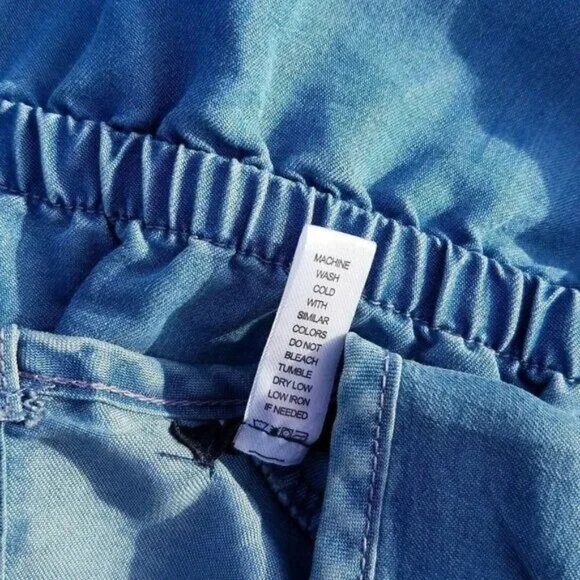 MACHINE
WASH
COLD
WITH
SIMILAR
COLORS
DO NOT
BLEACH
TUMBLE
DRY LOW
LOW IRON
IF NEEDED